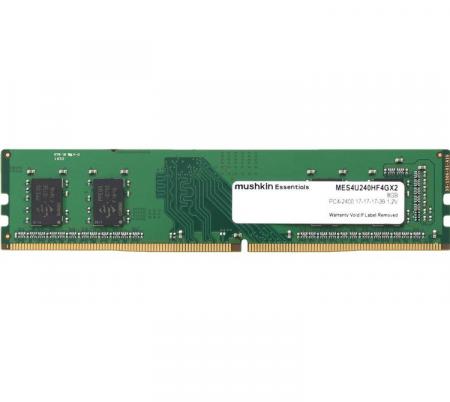 mushkin Essentials
MES4U240HF4GX2
8GB
PC4-2400 17-17-17-39 1.2V
Warranty Void If Label Removed